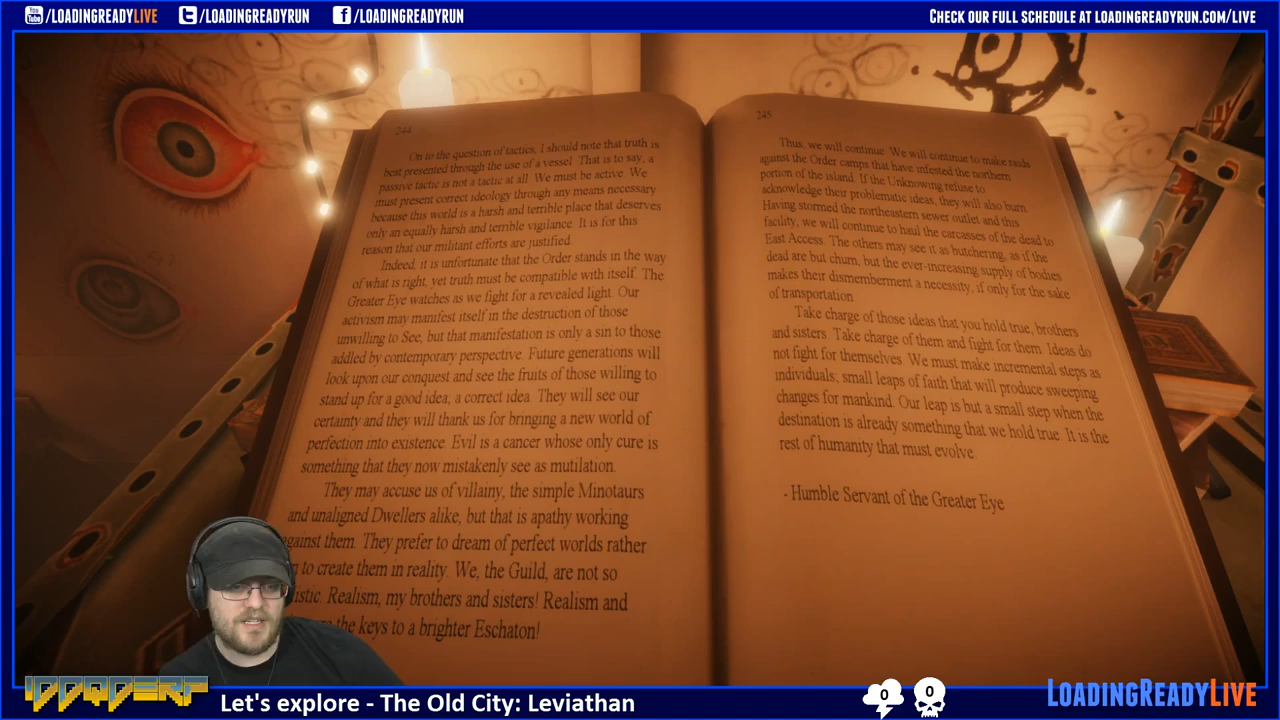 /LOADINGREADYLIVE
/LOADINGREADYRUN
/LOADINGREADYRUN
CHECK OUR FULL SCHEDULE AT LOADINGREADYRUN.COM/LIVE
244
On to the question of tactics, I should note that truth is
best presented through the use of a vessel. That is to say, a
passive tactic is not a tactic at all. We must be active. We
must present correct ideology through any means necessary
because this world is a harsh and terrible place that deserves
only an equally harsh and terrible vigilance. It is for this
reason that our militant efforts are justified.
Indeed, it is unfortunate that the Order stands in the way
of what is right, yet truth must be compatible with itself. The
Greater Eye watches as we fight for a revealed light. Our
activism may manifest itself in the destruction of those
unwilling to See, but that manifestation is only a sin to those
addled by contemporary perspective. Future generations will
look upon our conquest and see the fruits of those willing to
stand up for a good idea, a correct idea. They will see our
certainty and they will thank us for bringing a new world of
perfection into existence. Evil is a cancer whose only cure is
something that they now mistakenly see as mutilation.
They may accuse us of villainy, the simple Minotaurs
and unaligned Dwellers alike, but that is apathy working
against them. They prefer to dream of perfect worlds rather
to create them in reality. We, the Guild, are not so
Realism, my brothers and sisters! Realism and
the keys to a brighter Eschaton!
245
Thus, we will continue. We will continue to make raids
against the Order camps that have infested the northern
portion of the island. If the Unknowing refuse to
acknowledge their problematic ideas, they will also burn.
Having stormed the northeastern sewer outlet and this
facility, we will continue to haul the carcasses of the dead to
East Access. The others may see it as butchering, as if the
dead are but chum, but the ever-increasing supply of bodies
makes their dismemberment a necessity, if only for the sake
of transportation
Take charge of those ideas that you hold true, brothers
and sisters. Take charge of them and fight for them. Ideas do
not fight for themselves. We must make incremental steps as
individuals; small leaps of faith that will produce sweeping
changes for mankind. Our leap is but a small step when the
destination is already something that we hold true. It is the
rest of humanity that must evolve.
- Humble Servant of the Greater Eye
IDDQDERP
Let's explore - The Old City: Leviathan
0
0
LOADINGREADYLIVE